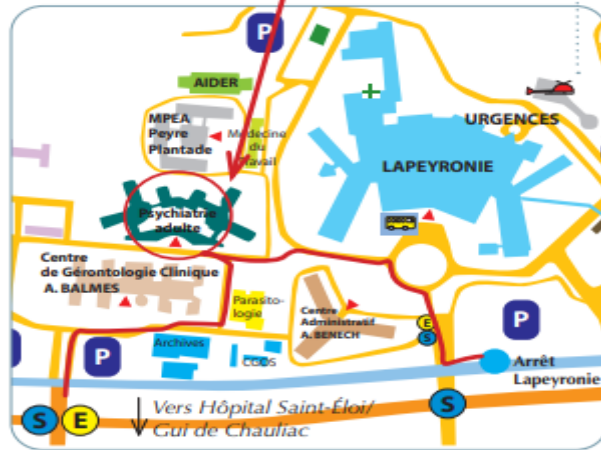 P
AIDER
MPEA
Peyre
Plantade
Médecine
du
Travail
URGENCES
LAPEYRONIE
Psychiatrie
adulte
Centre
de Gérontologie Clinique
A. BALMES
Parasito-
logie
Centre
Administratif
A. BENECH
E
S
P
P
Archives
CGOS
Arrêt
Lapeyronie
S
E
S
Vers Hôpital Saint-Éloi/
Gui de Chauliac